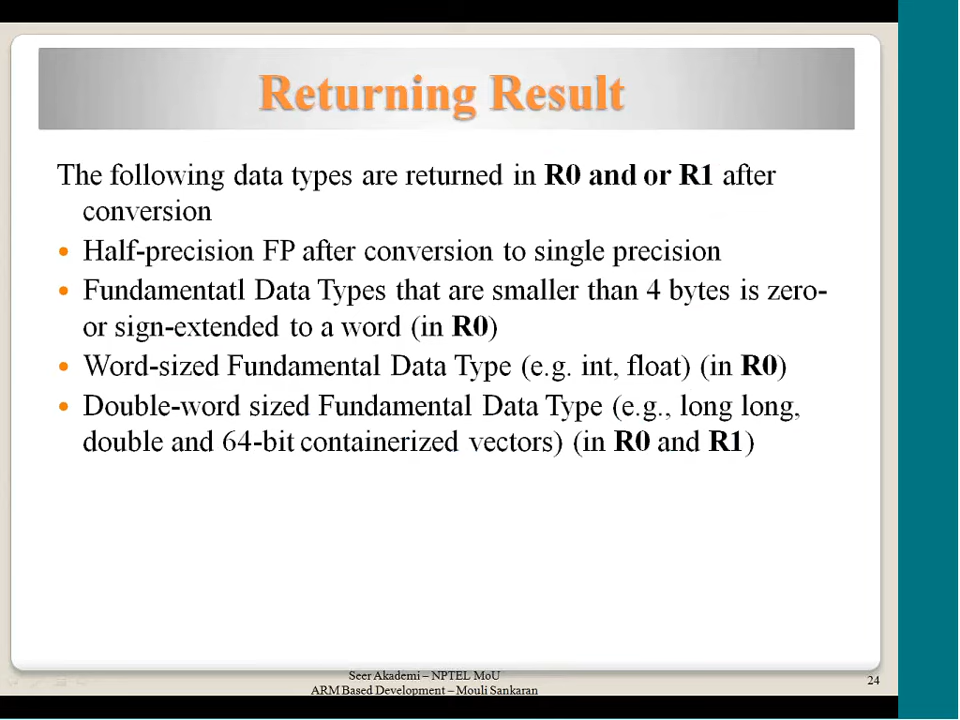 Returning Result
The following data types are returned in R0 and or R1 after
conversion
• Half-precision FP after conversion to single precision
• Fundamentatl Data Types that are smaller than 4 bytes is zero-
or sign-extended to a word (in R0)
• Word-sized Fundamental Data Type (e.g. int, float) (in R0)
• Double-word sized Fundamental Data Type (e.g., long long,
double and 64-bit containerized vectors) (in R0 and R1)
Seer Akademi – NPTEL MoU
ARM Based Development – Mouli Sankaran
24